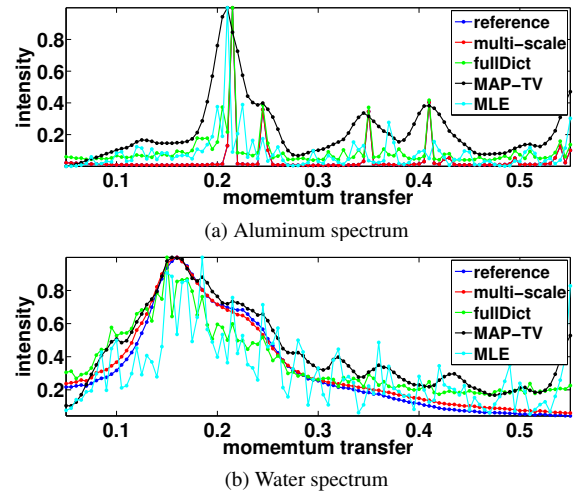 0.8
0.6
0.4
0.2
intensity
reference
multi-scale
fullDict
MAP-TV
MLE
0.1 0.2 0.3 0.4 0.5
momemtum transfer
(a) Aluminum spectrum
0.8
0.6
0.4
0.2
intensity
reference
multi-scale
fullDict
MAP-TV
MLE
0.1 0.2 0.3 0.4 0.5
momemtum transfer
(b) Water spectrum